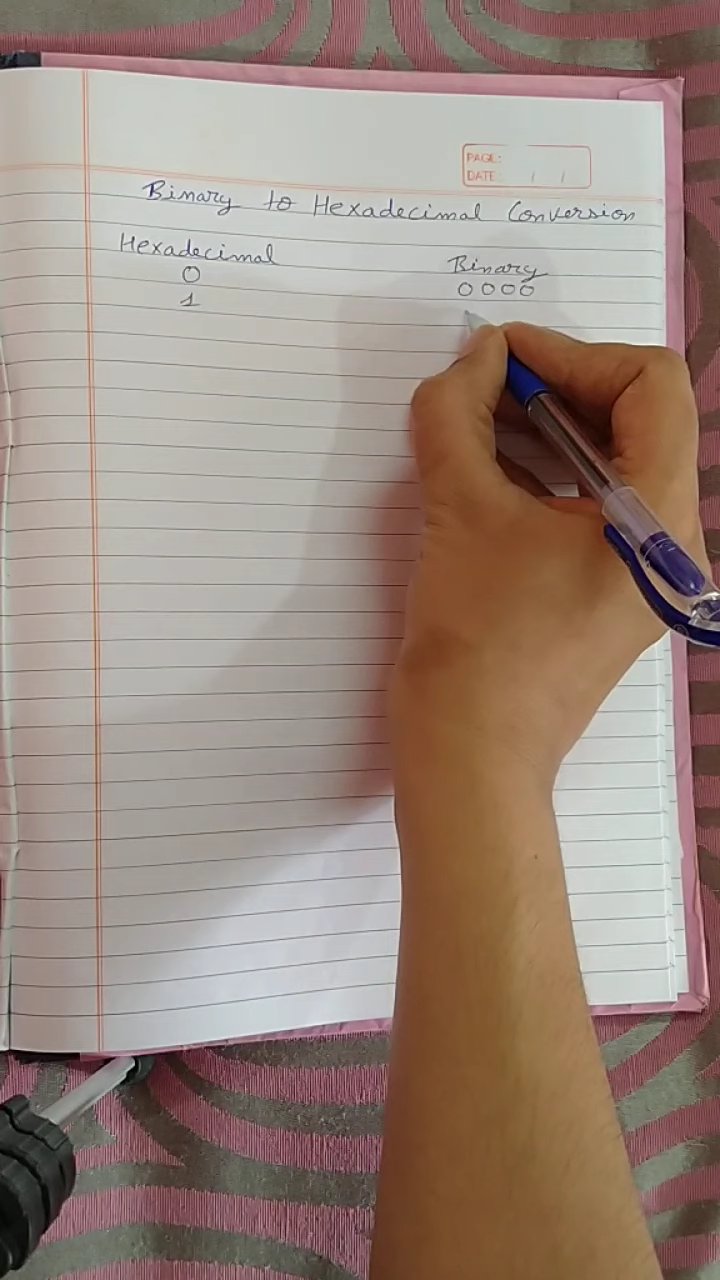 PAGE:
DATE: / /
Binary to Hexadecimal Conversion
Hexadecimal Binary
0 0000
1